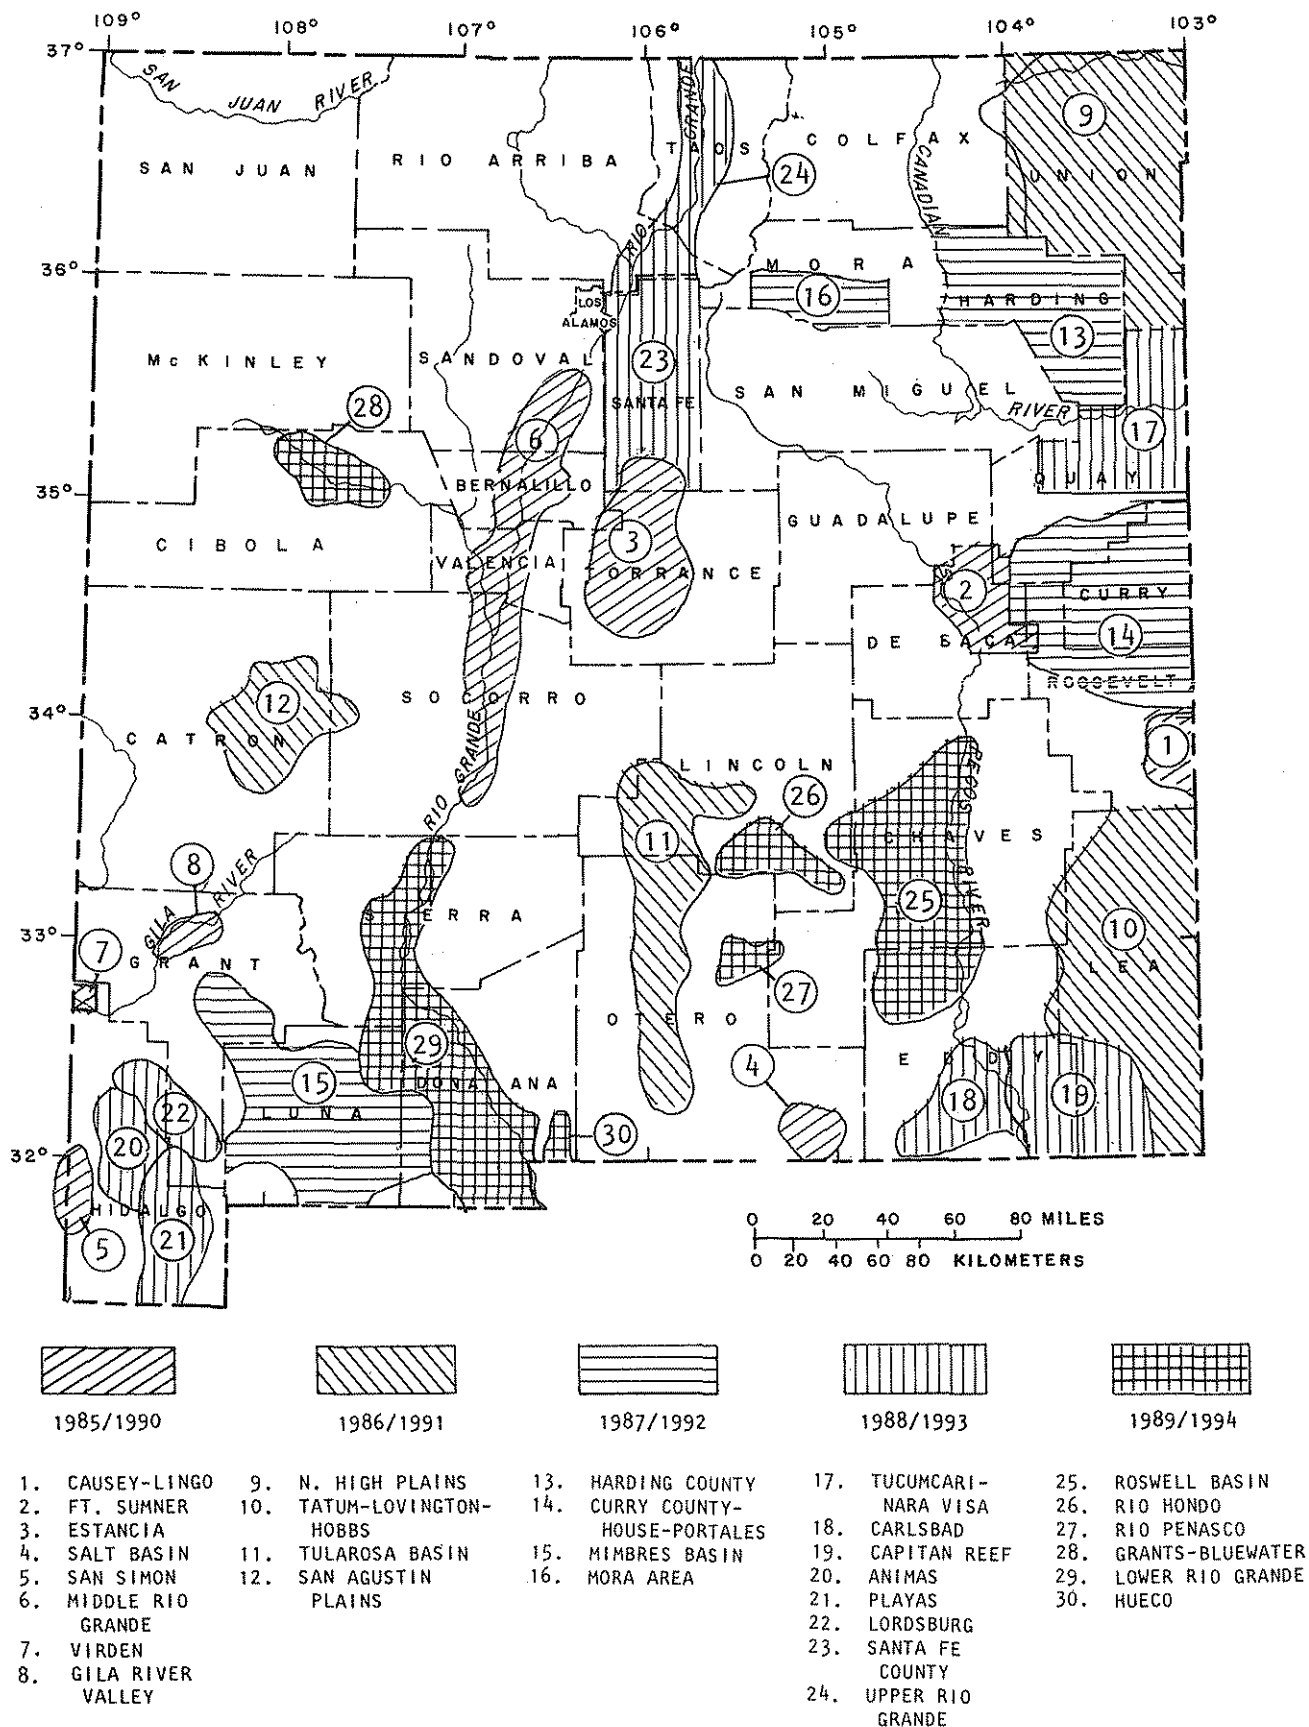 109°
108°
107°
106°
105°
104°
103°
37°
SAN JUAN RIVER
SAN JUAN
RIO ARRIBA
TAOS
COLFAX
UNION
9
24
RIO GRANDE
CANADIAN
36°
MORA
16
HARDING
LOS ALAMOS
McKINLEY
SANDOVAL
23
13
SANTA FE
SAN MIGUEL
RIVER
28
6
17
BERNALILLO
QUAY
35°
CIBOLA
VALENCIA
3
TORRANCE
GUADALUPE
2
CURRY
14
DE BACA
ROOSEVELT
12
SOCORRO
34°
CATRON
RIO GRANDE
LINCOLN
1
26
PECOS RIVER
11
CHAVES
8
GILA RIVER
25
SIERRA
33°
7
GRANT
10
LEA
27
OTERO
29
EDDY
4
15
DONA ANA
22
LUNA
18
19
20
30
32°
HIDALGO
21
5
0 20 40 60 80 MILES
0 20 40 60 80 KILOMETERS
1985/1990
1986/1991
1987/1992
1988/1993
1989/1994
1. CAUSEY-LINGO
2. FT. SUMNER
3. ESTANCIA
4. SALT BASIN
5. SAN SIMON
6. MIDDLE RIO
GRANDE
7. VIRDEN
8. GILA RIVER
VALLEY
9. N. HIGH PLAINS
10. TATUM-LOVINGTON-
HOBBS
11. TULAROSA BASIN
12. SAN AGUSTIN
PLAINS
13. HARDING COUNTY
14. CURRY COUNTY-
HOUSE-PORTALES
15. MIMBRES BASIN
16. MORA AREA
17. TUCUMCARI-
NARA VISA
18. CARLSBAD
19. CAPITAN REEF
20. ANIMAS
21. PLAYAS
22. LORDSBURG
23. SANTA FE
COUNTY
24. UPPER RIO
GRANDE
25. ROSWELL BASIN
26. RIO HONDO
27. RIO PENASCO
28. GRANTS-BLUEWATER
29. LOWER RIO GRANDE
30. HUECO